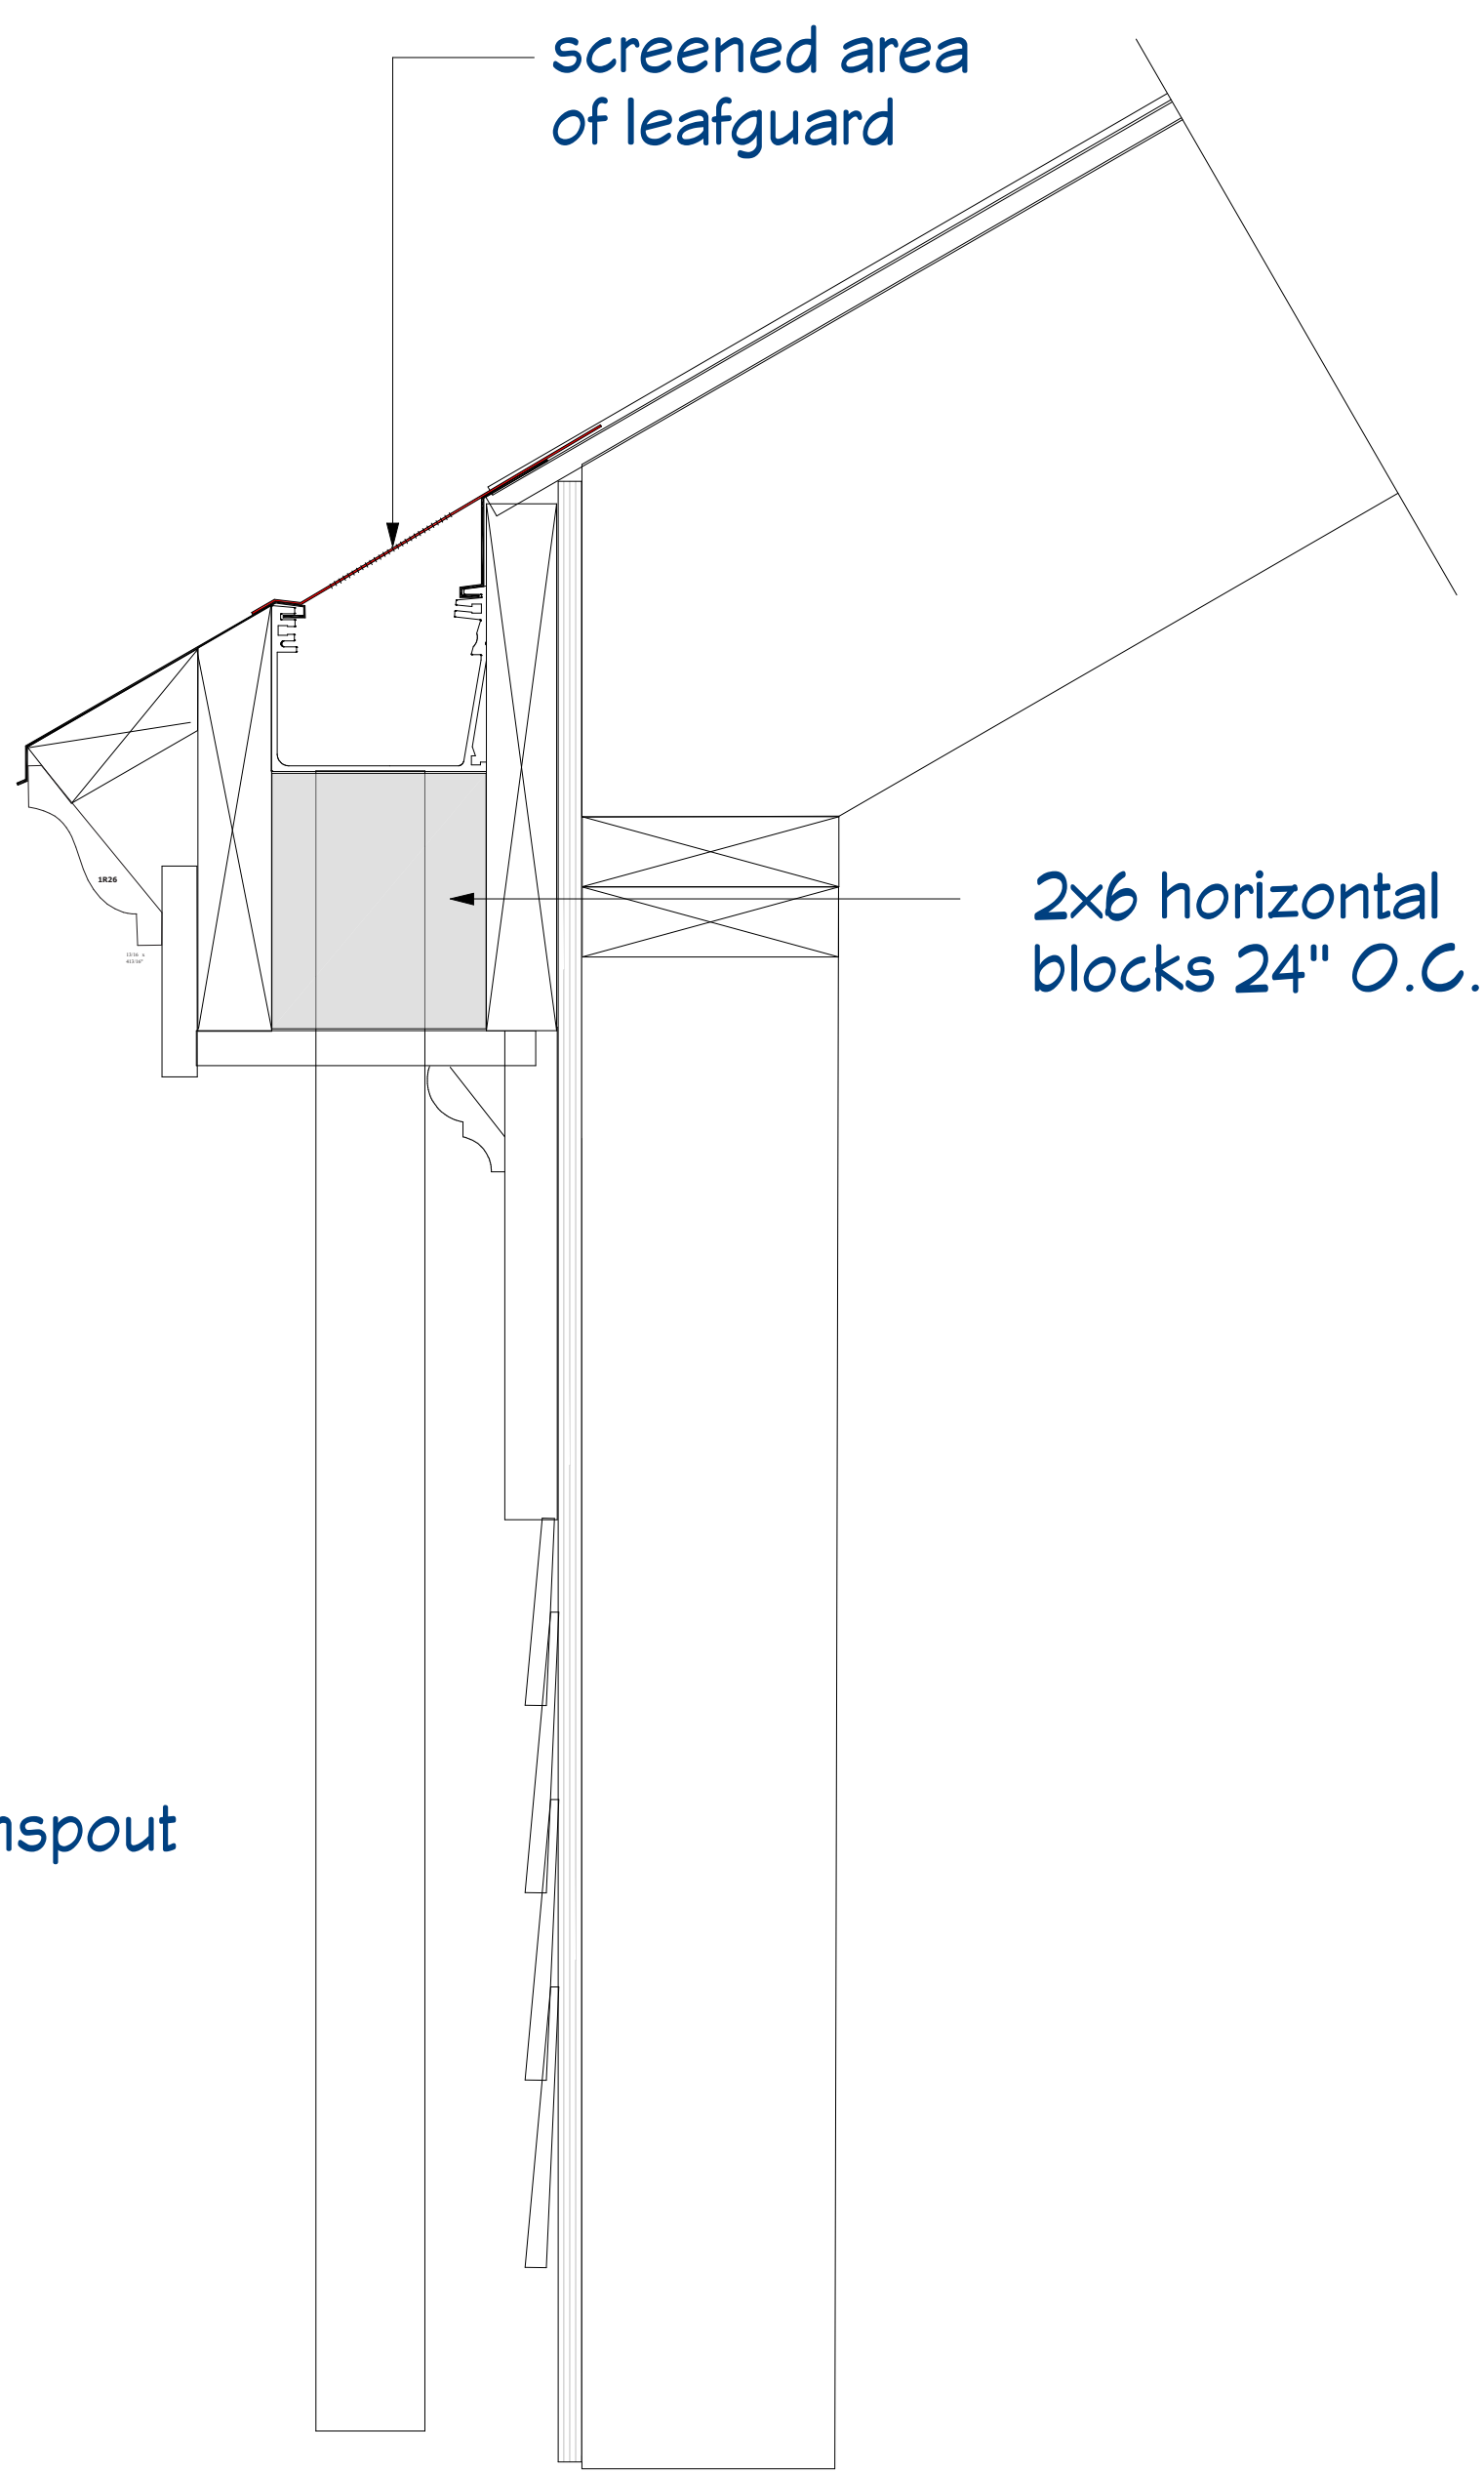 screened area
of leafguard
1R26
2x6 horizontal
blocks 24" O.C.
nspout